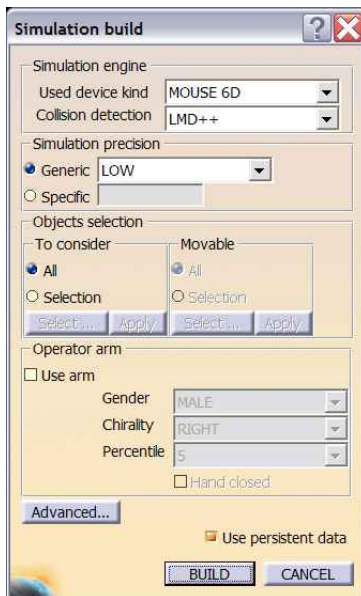 Simulation build
Simulation engine
Used device kind MOUSE 6D
Collision detection LMD++
Simulation precision
Generic LOW
Specific
Objects selection
To consider Movable
All All
Selection Selection
Select ... Apply Select ... Apply
Operator arm
Use arm
Gender MALE
Chirality RIGHT
Percentile 5
Hand closed
Advanced...
Use persistent data
BUILD CANCEL